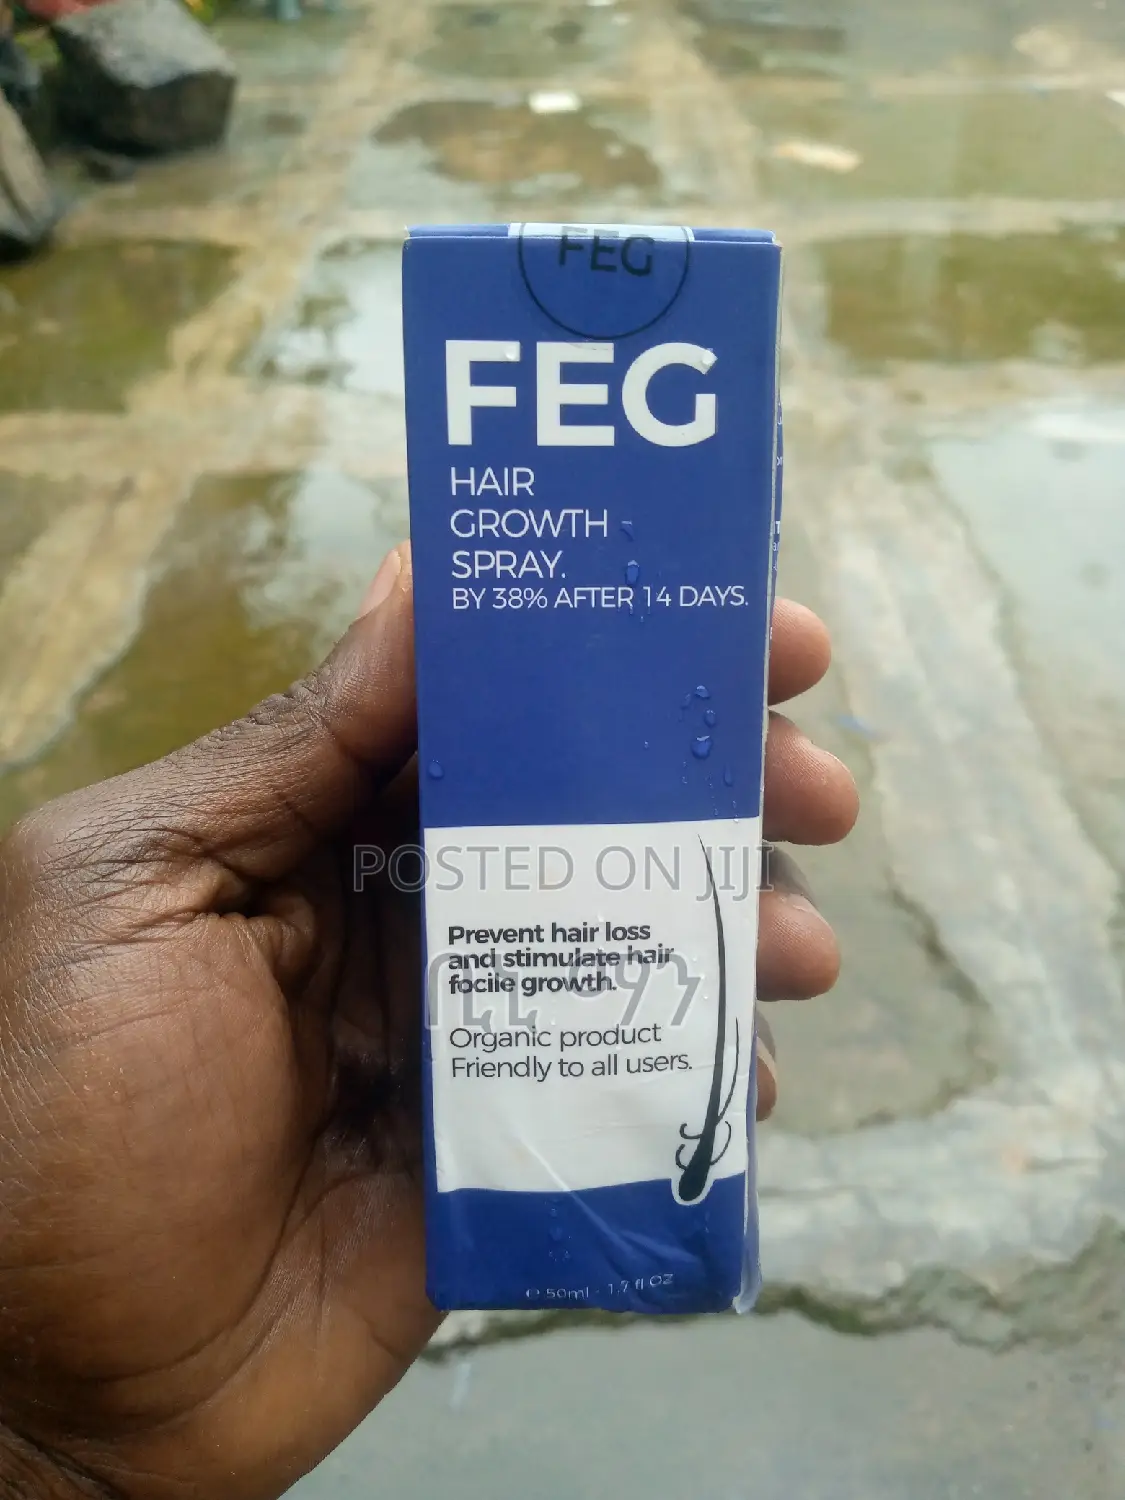 FEG
FEG
HAIR
GROWTH
SPRAY.
BY 38% AFTER 14 DAYS.
POSTED ON JIJI
Prevent hair loss
and stimulate hair
focile growth.
Organic product
Friendly to all users.
℮ 50ml - 1.7 fl oz